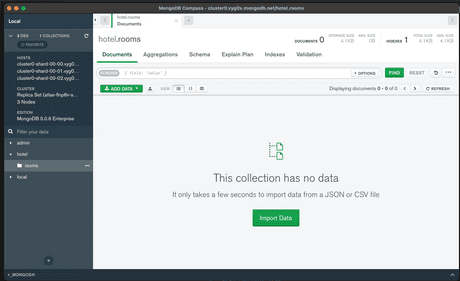 MongoDB Compass - cluster0.vyg0s.mongodb.net/hotel.rooms
Local
hotel.rooms
Documents
3 DBS
1 COLLECTIONS
FAVORITE
HOSTS
cluster0-shard-00-00.vyg0...
cluster0-shard-00-01.vyg0...
cluster0-shard-00-02.vyg0...
CLUSTER
3 Nodes
EDITION
MongoDB 5.0.6 Enterprise
Filter your data
admin
hotel
rooms
local
>_MONGOSH
hotel.rooms
DOCUMENTS 0
STORAGE SIZE
4.1KB
AVG. SIZE
0B
INDEXES 1
TOTAL SIZE
4.1KB
AVG. SIZE
4.1KB
Documents
Aggregations
Schema
Explain Plan
Indexes
Validation
FILTER
{ field: 'value' }
OPTIONS
FIND
RESET
ADD DATA
VIEW
Displaying documents 0 - 0 of 0
REFRESH
This collection has no data
It only takes a few seconds to import data from a JSON or CSV file
Import Data